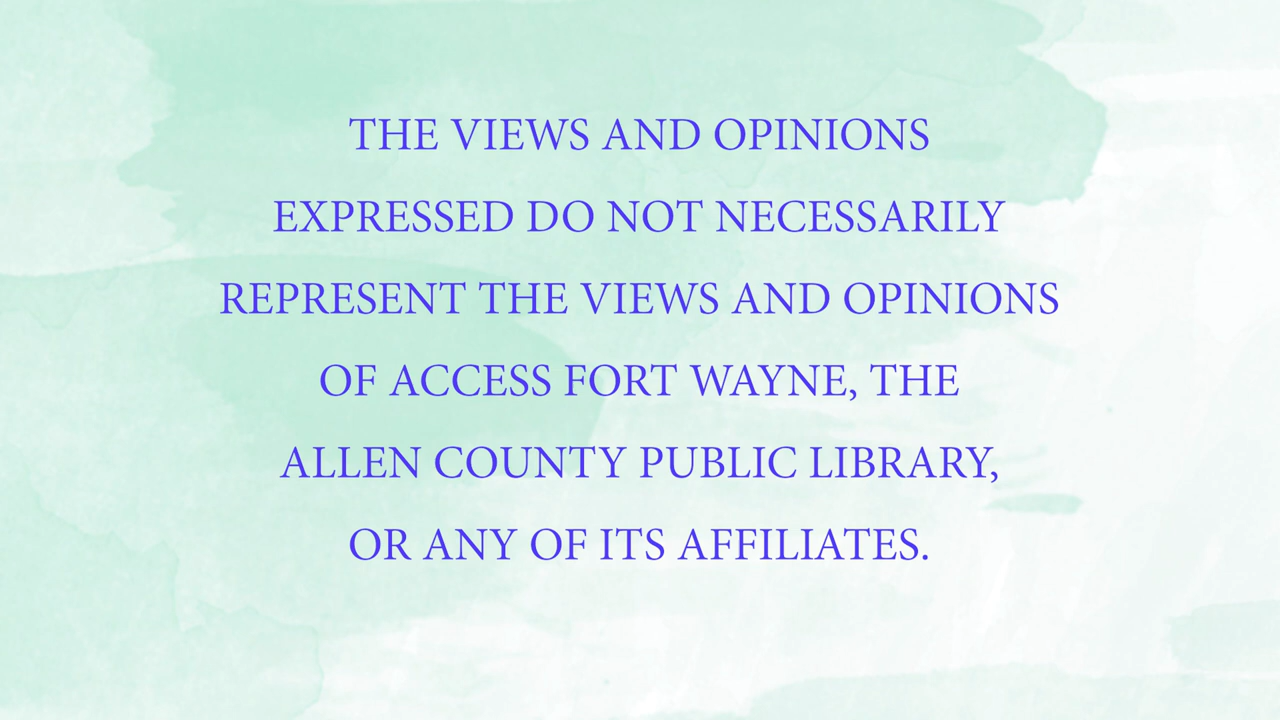 THE VIEWS AND OPINIONS
EXPRESSED DO NOT NECESSARILY
REPRESENT THE VIEWS AND OPINIONS
OF ACCESS FORT WAYNE, THE
ALLEN COUNTY PUBLIC LIBRARY,
OR ANY OF ITS AFFILIATES.